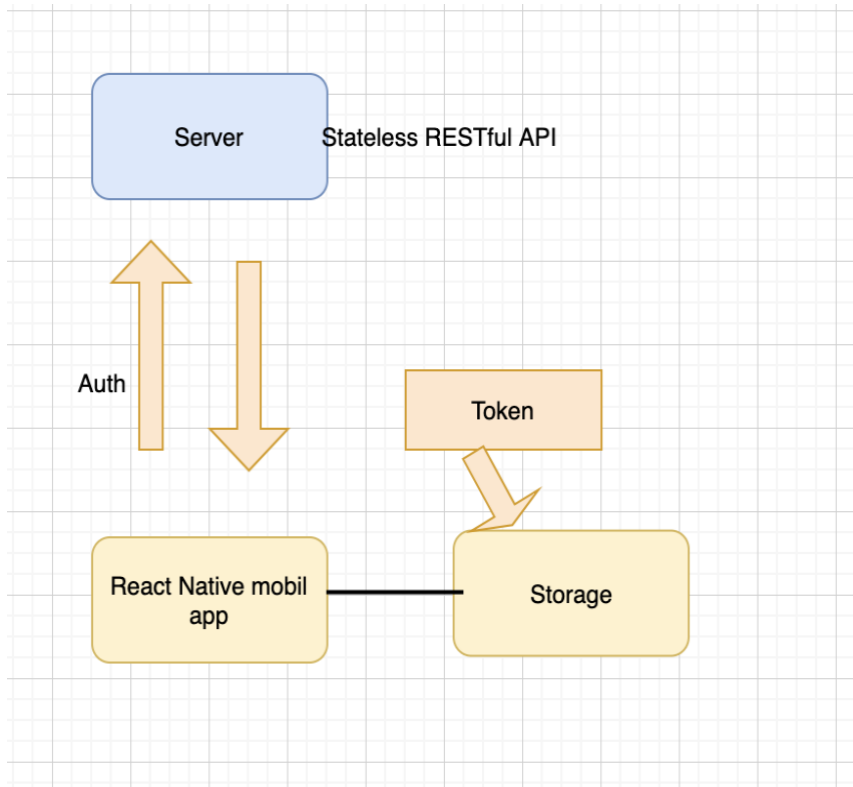 Server
Stateless RESTful API
Auth
Token
React Native mobil
app
Storage